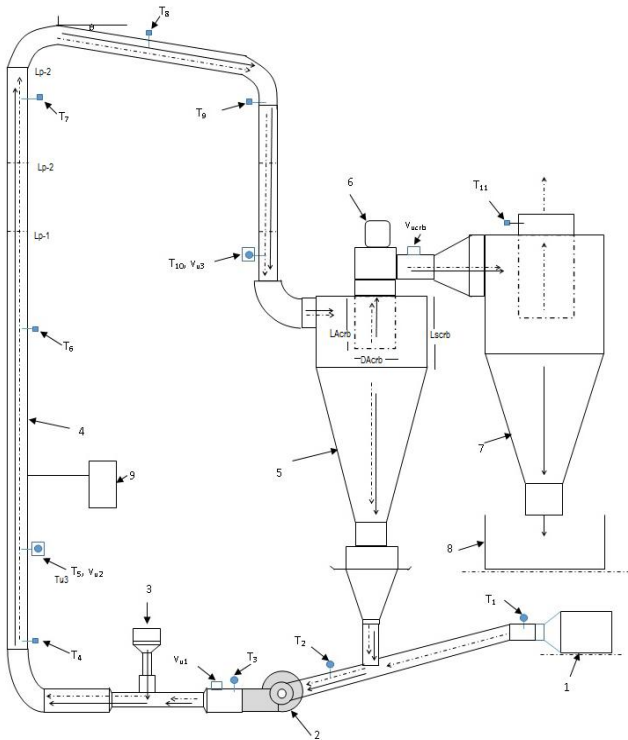 T8
θ
Lp-2
T7
T9
Lp-2
6
T11
Vucrb
Lp-1
T10, Vu3
LAcrb
Lscrb
DAcrb
T6
4
5
7
9
8
T5, Vu2
Tu3
3
T1
T2
T4
Vu1
T3
1
2